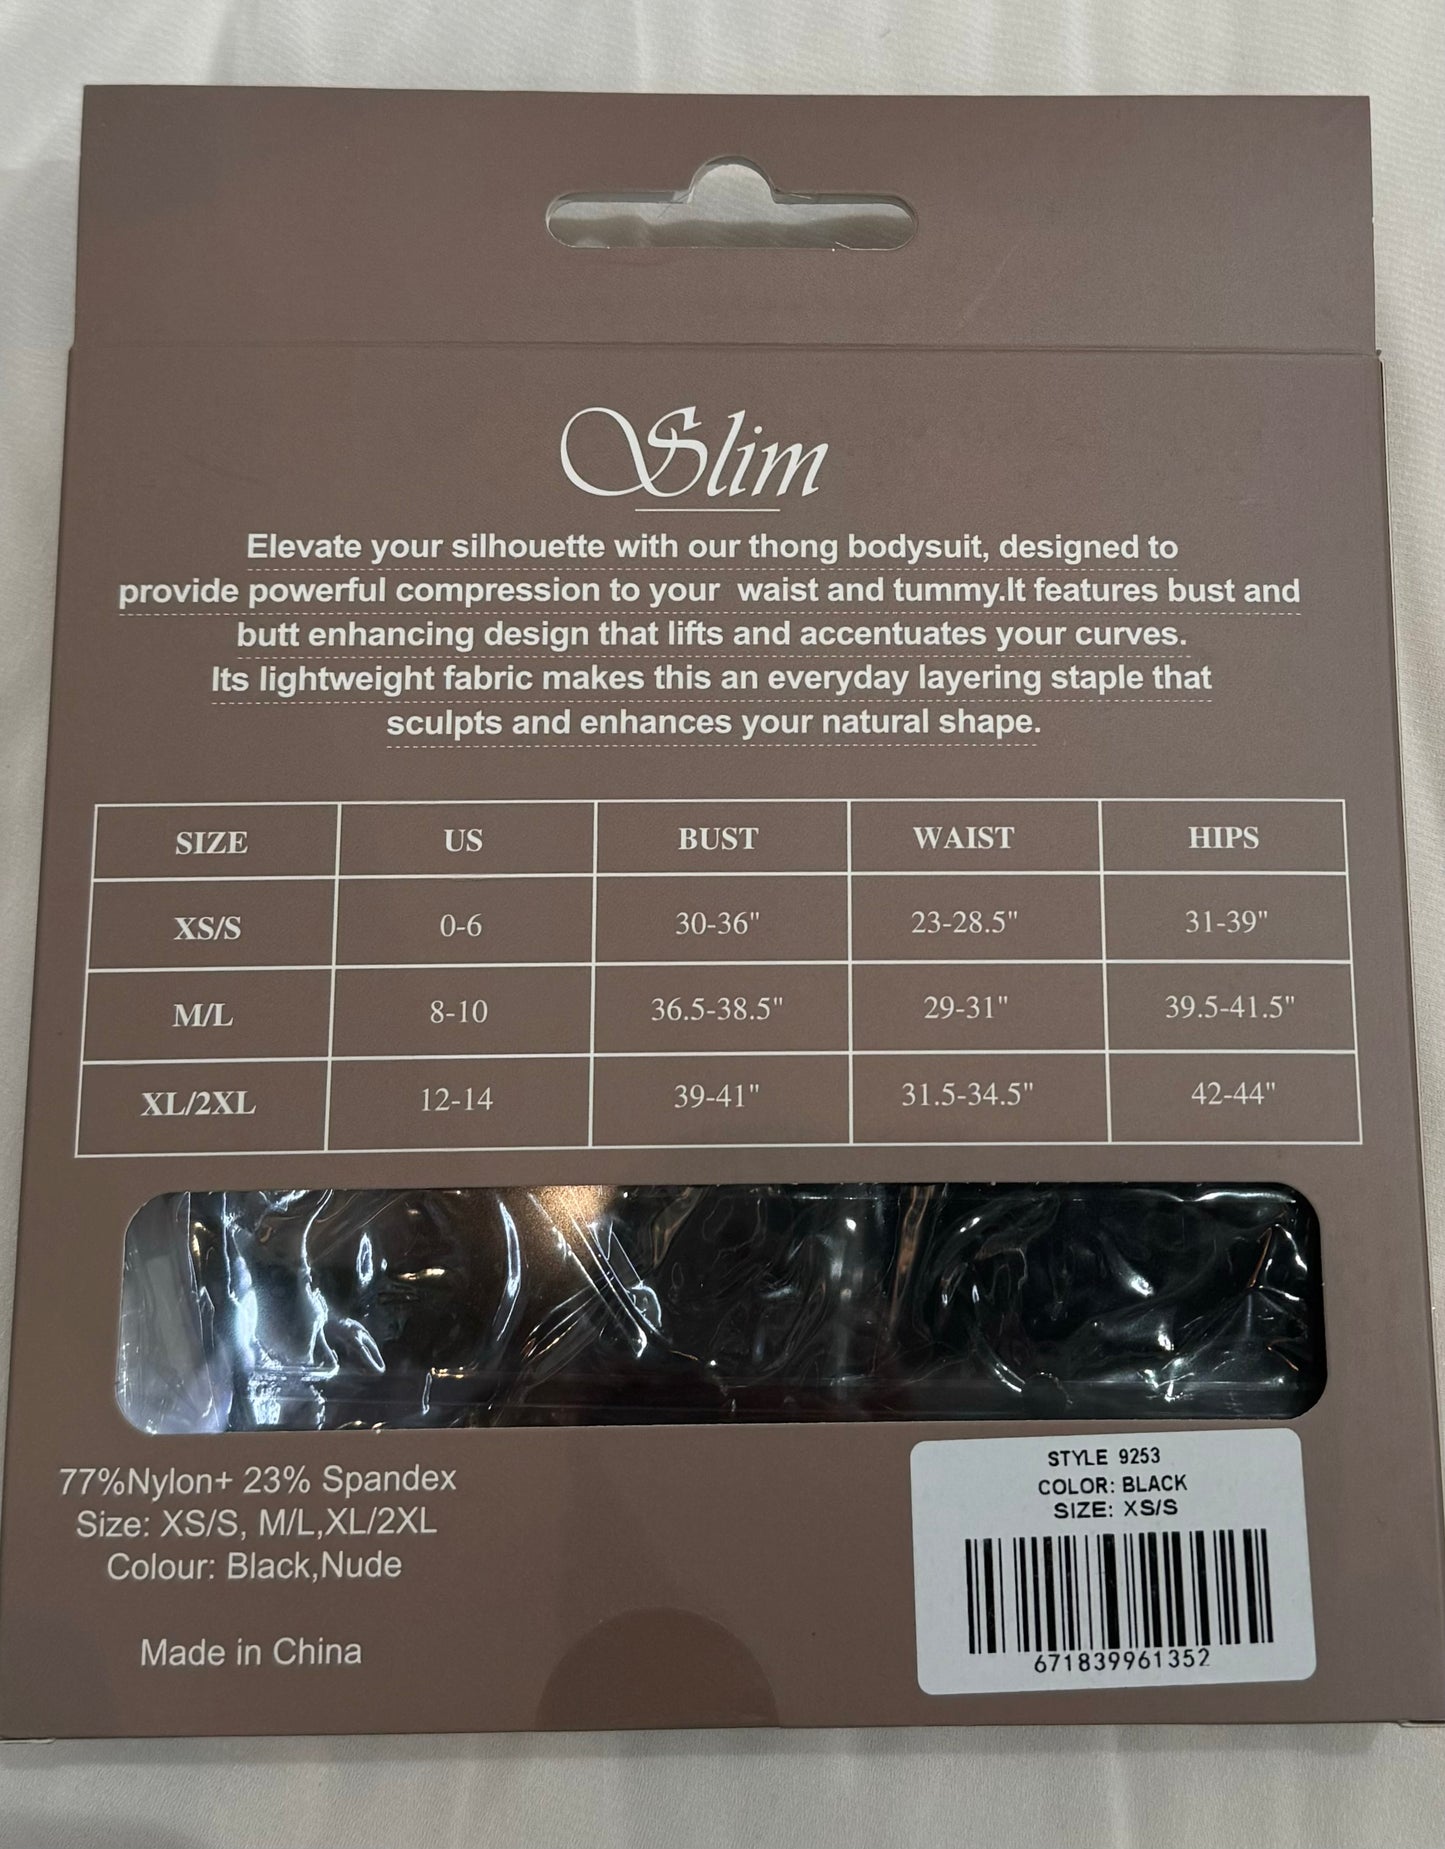 Slim
Elevate your silhouette with our thong bodysuit, designed to
provide powerful compression to your waist and tummy.It features bust and
butt enhancing design that lifts and accentuates your curves.
Its lightweight fabric makes this an everyday layering staple that
sculpts and enhances your natural shape.
SIZE US BUST WAIST HIPS
XS/S 0-6 30-36" 23-28.5" 31-39"
M/L 8-10 36.5-38.5" 29-31" 39.5-41.5"
XL/2XL 12-14 39-41" 31.5-34.5" 42-44"
77%Nylon+ 23% Spandex
Size: XS/S, M/L,XL/2XL
Colour: Black,Nude
Made in China
STYLE 9253
COLOR: BLACK
SIZE: XS/S
671839961352